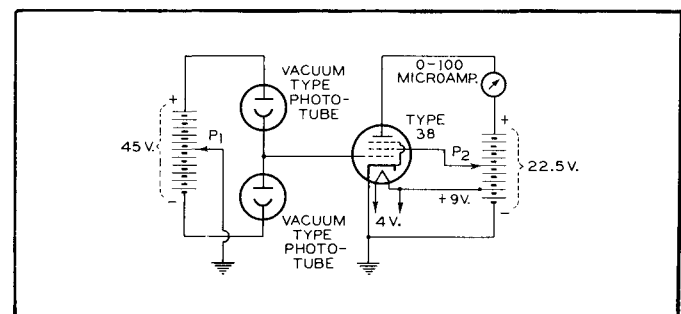 VACUUM
TYPE
PHOTO-
TUBE
0-100
MICROAMP.
+
45 V.
P1
-
TYPE
38
P2
+
22.5 V.
+9V.
-
4 V.
VACUUM
TYPE
PHOTO-
TUBE